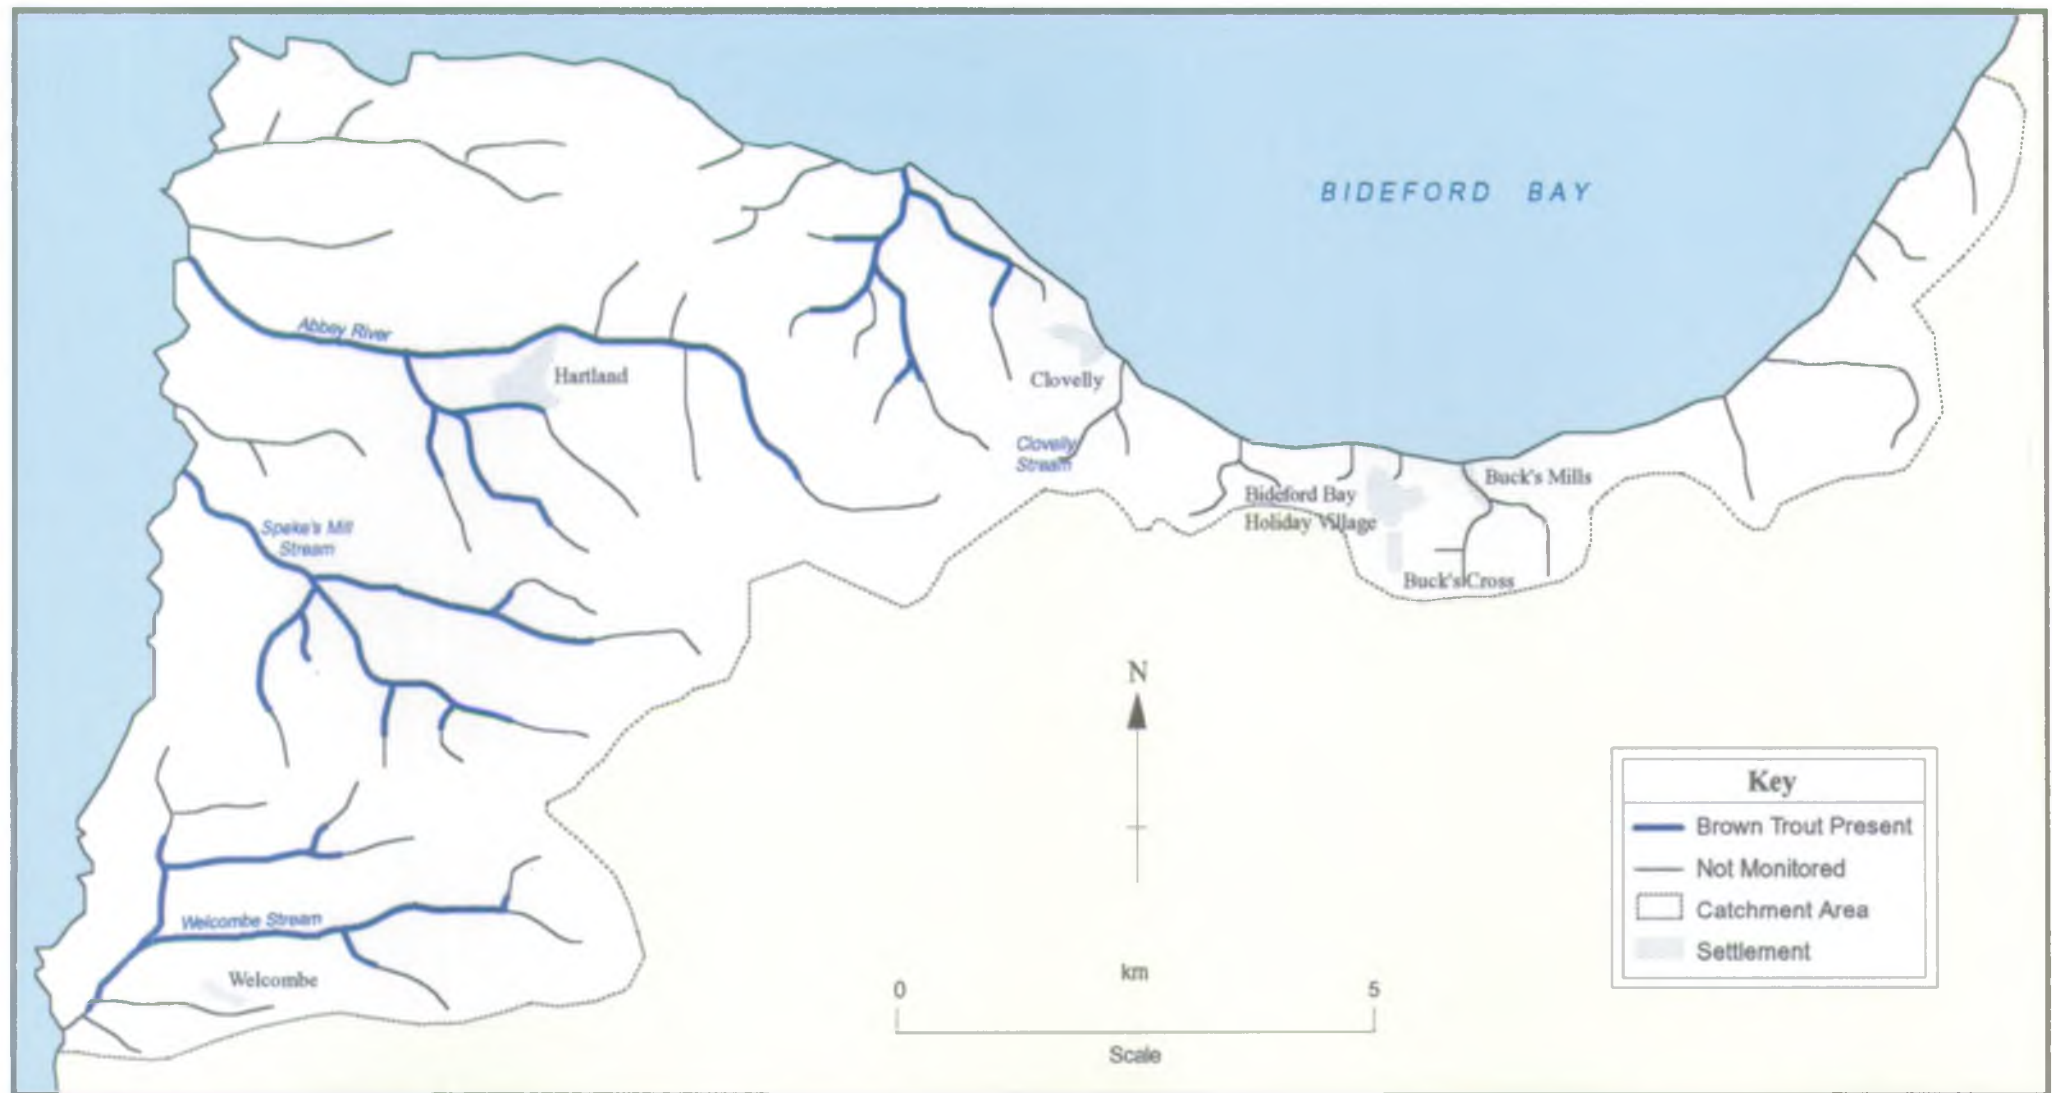 BIDEFORD BAY
Abbey River
Hartland
Clovelly
Clovelly
Stream
Buck's Mills
Bideford Bay
Holiday Village
Speke's Mill
Stream
Buck's Cross
N
Key
Brown Trout Present
Not Monitored
Catchment Area
Settlement
Welcombe Stream
Welcombe
km
0 5
Scale